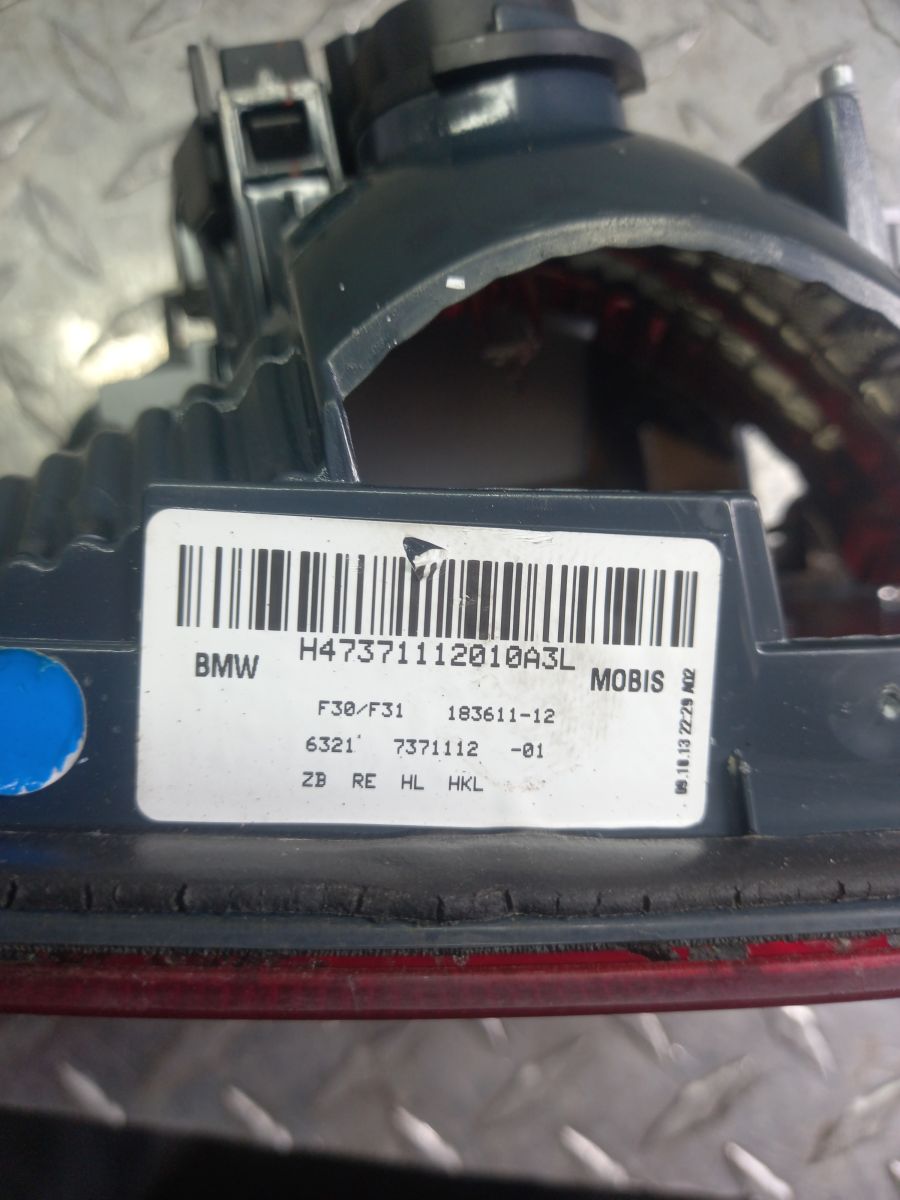 H47371112010A3L
BMW
MOBIS
F30/F31 183611-12
6321 7371112 -01
ZB RE HL HKL
09.10.13 22:29 A02